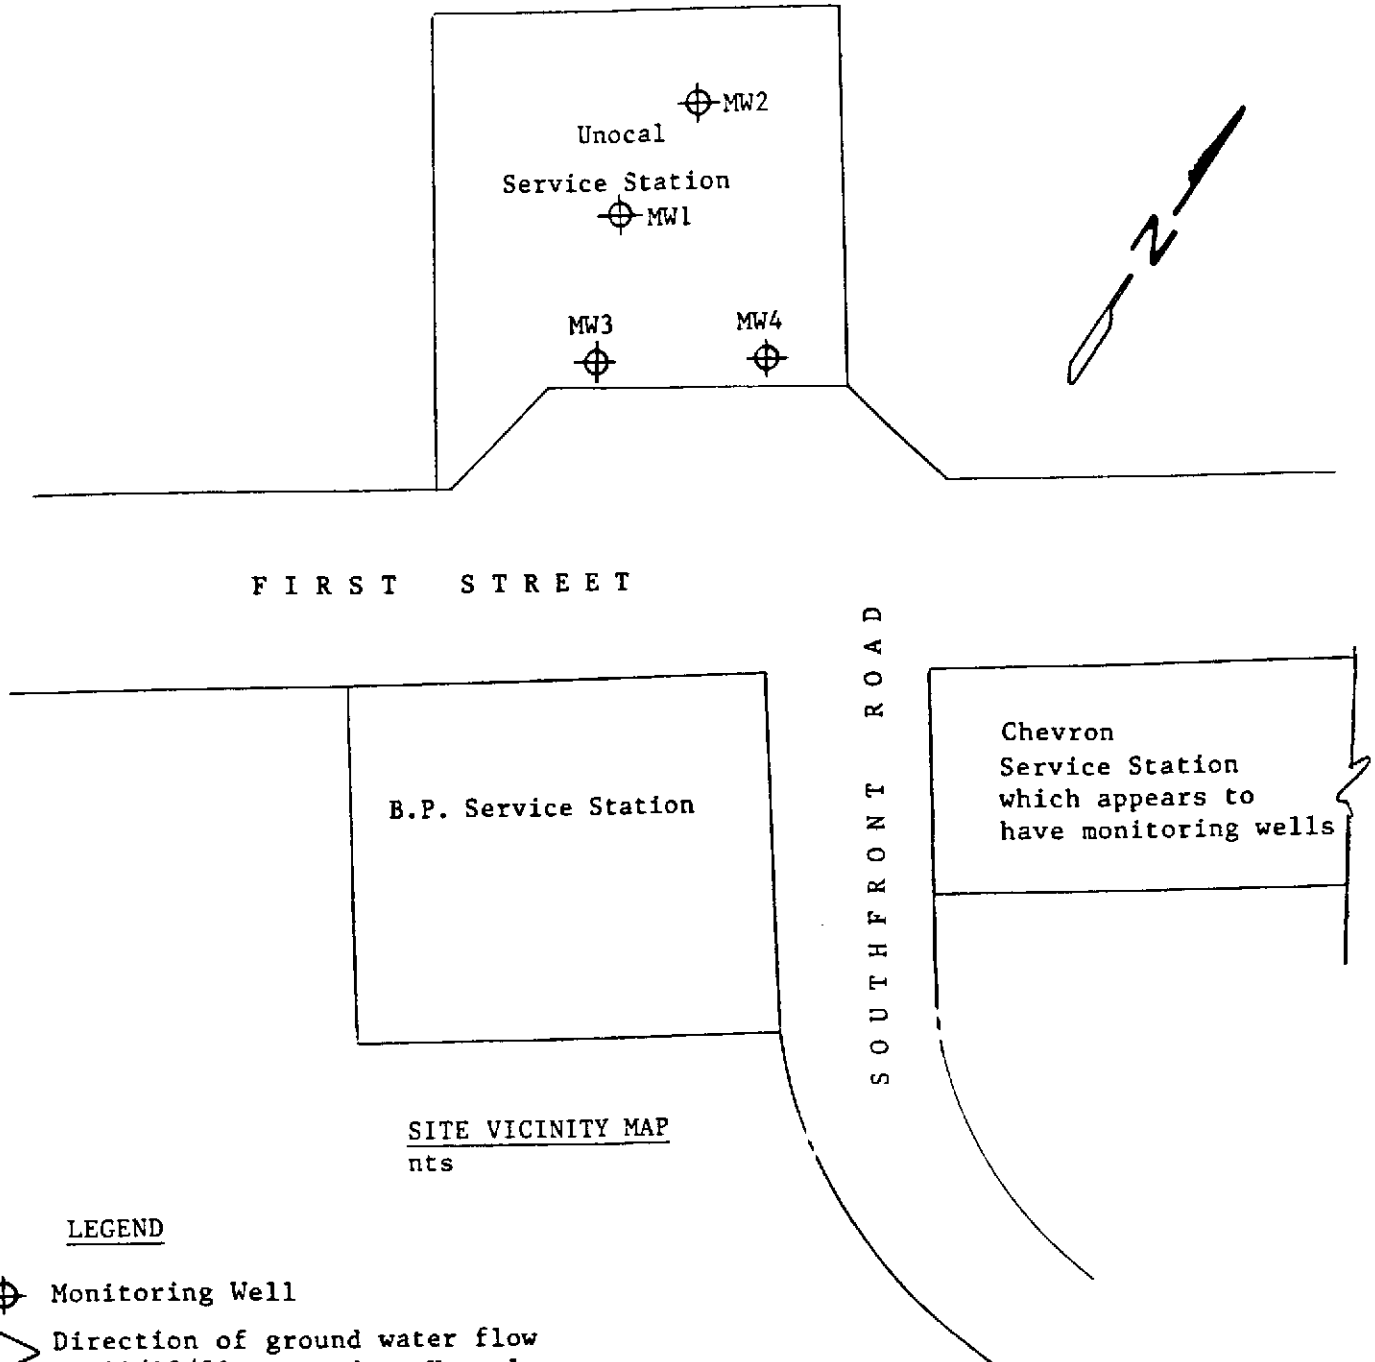 MW2
Unocal
Service Station
MW1
MW3
MW4
N
FIRST STREET
SOUTHFRONT ROAD
Chevron
Service Station
which appears to
have monitoring wells
B.P. Service Station
SITE VICINITY MAP
nts
LEGEND
Monitoring Well
Direction of ground water flow